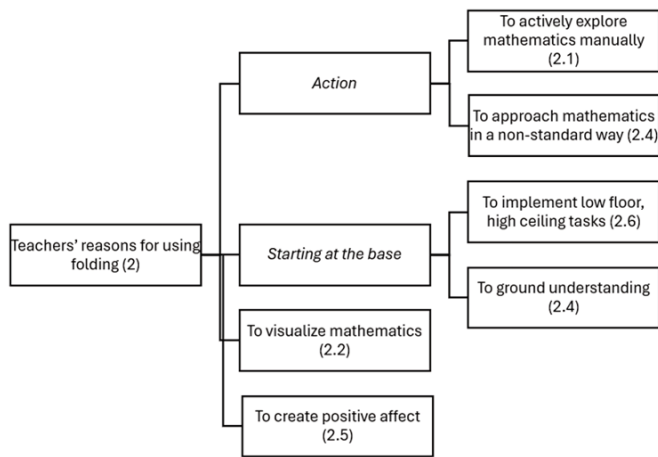 To actively explore
mathematics manually
(2.1)
Action
To approach mathematics
in a non-standard way (2.4)
To implement low floor,
high ceiling tasks (2.6)
Teachers' reasons for using
folding (2)
Starting at the base
To ground understanding
(2.4)
To visualize mathematics
(2.2)
To create positive affect
(2.5)